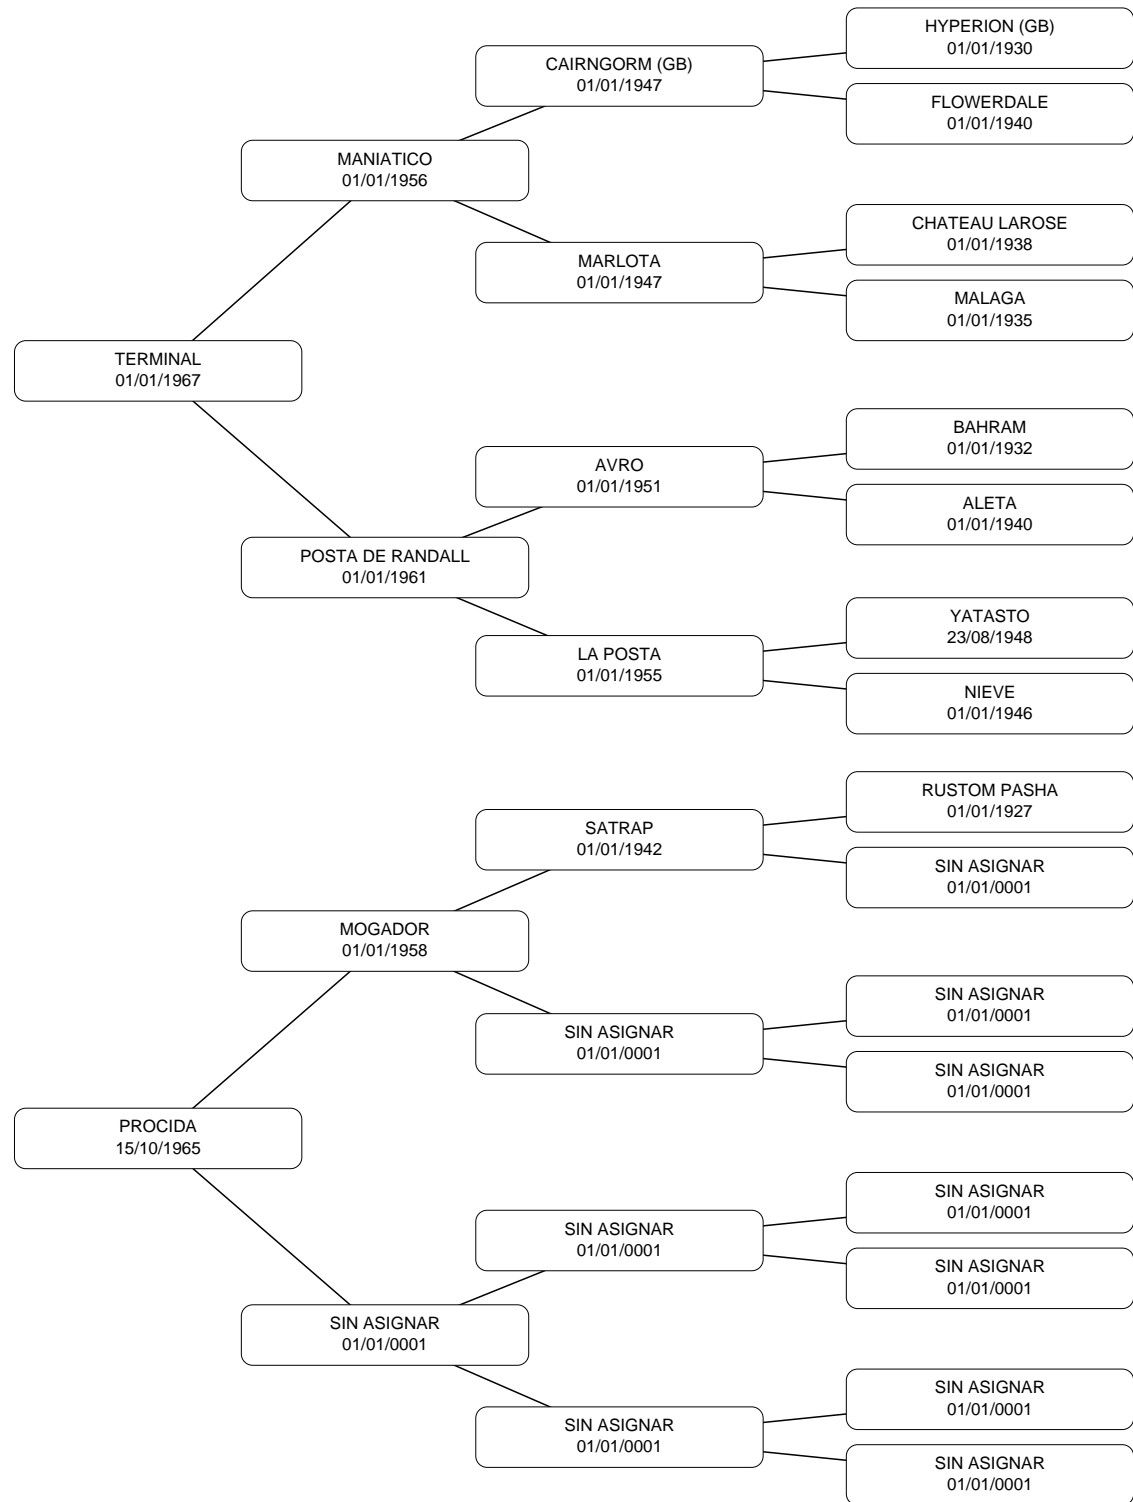 HYPERION (GB)
01/01/1930
CAIRNGORM (GB)
01/01/1947
FLOWERDALE
01/01/1940
MANIATICO
01/01/1956
CHATEAU LAROSE
01/01/1938
MARLOTA
01/01/1947
MALAGA
01/01/1935
TERMINAL
01/01/1967
BAHRAM
01/01/1932
AVRO
01/01/1951
ALETA
01/01/1940
POSTA DE RANDALL
01/01/1961
YATASTO
23/08/1948
LA POSTA
01/01/1955
NIEVE
01/01/1946
RUSTOM PASHA
01/01/1927
SATRAP
01/01/1942
SIN ASIGNAR
01/01/0001
MOGADOR
01/01/1958
SIN ASIGNAR
01/01/0001
SIN ASIGNAR
01/01/0001
SIN ASIGNAR
01/01/0001
PROCIDA
15/10/1965
SIN ASIGNAR
01/01/0001
SIN ASIGNAR
01/01/0001
SIN ASIGNAR
01/01/0001
SIN ASIGNAR
01/01/0001
SIN ASIGNAR
01/01/0001
SIN ASIGNAR
01/01/0001
SIN ASIGNAR
01/01/0001